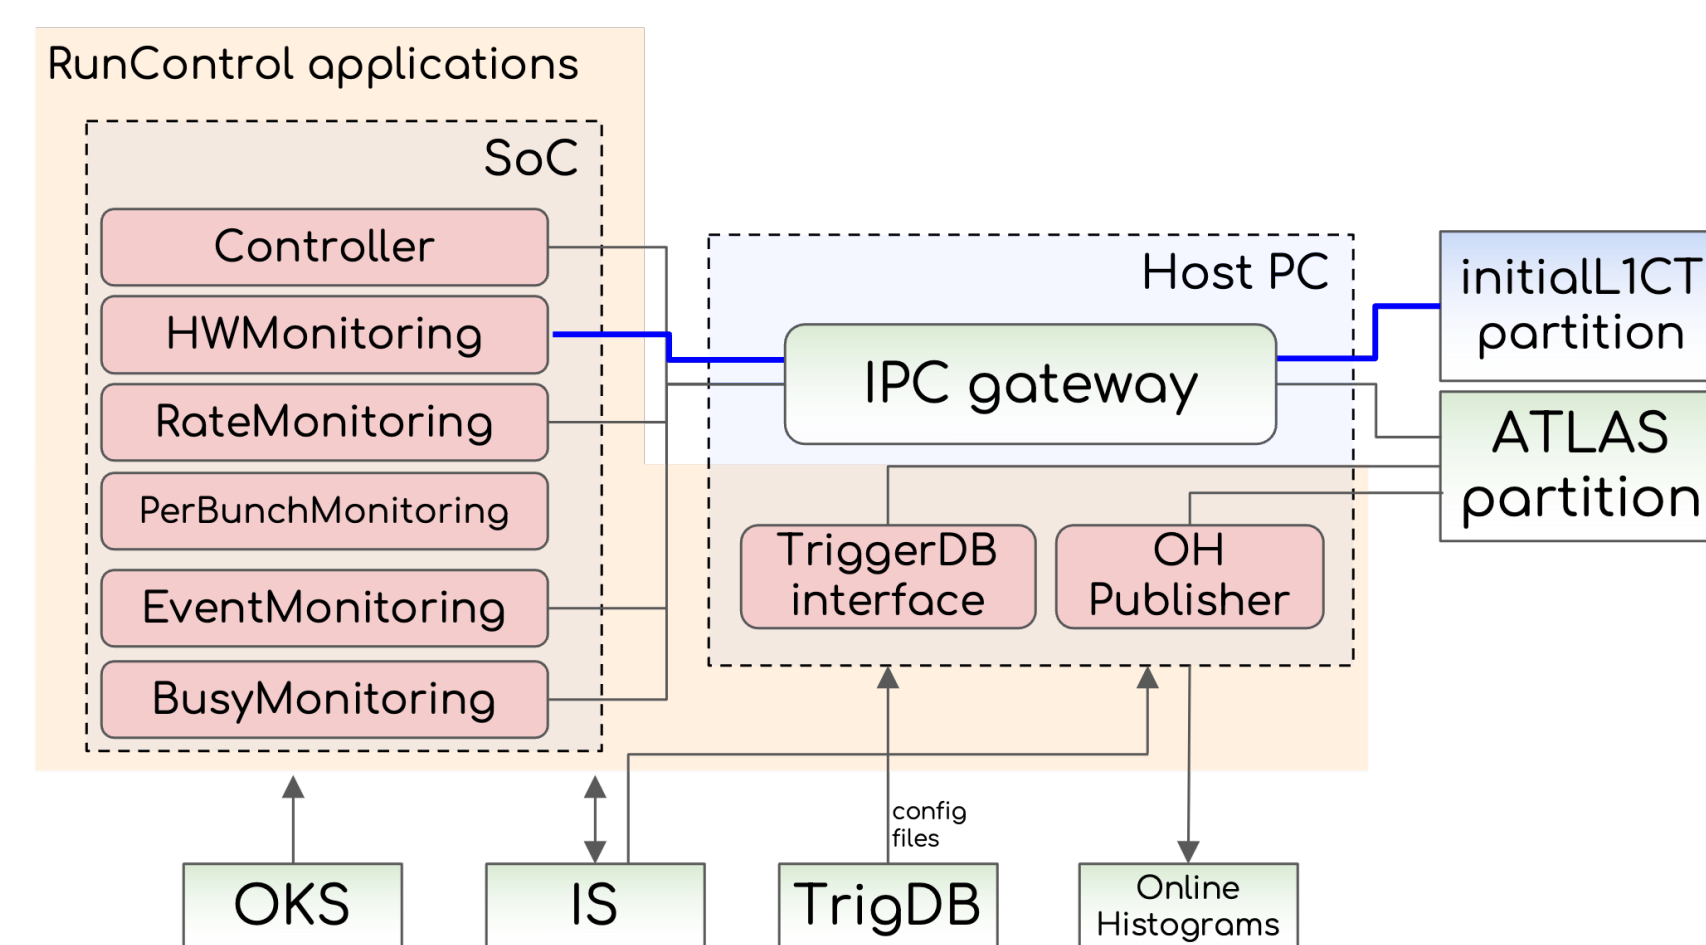 RunControl applications
SoC
Controller
HWMonitoring
RateMonitoring
PerBunchMonitoring
EventMonitoring
BusyMonitoring
Host PC
IPC gateway
TriggerDB
interface
OH
Publisher
initialL1CT
partition
ATLAS
partition
config
files
OKS
IS
TrigDB
Online
Histograms